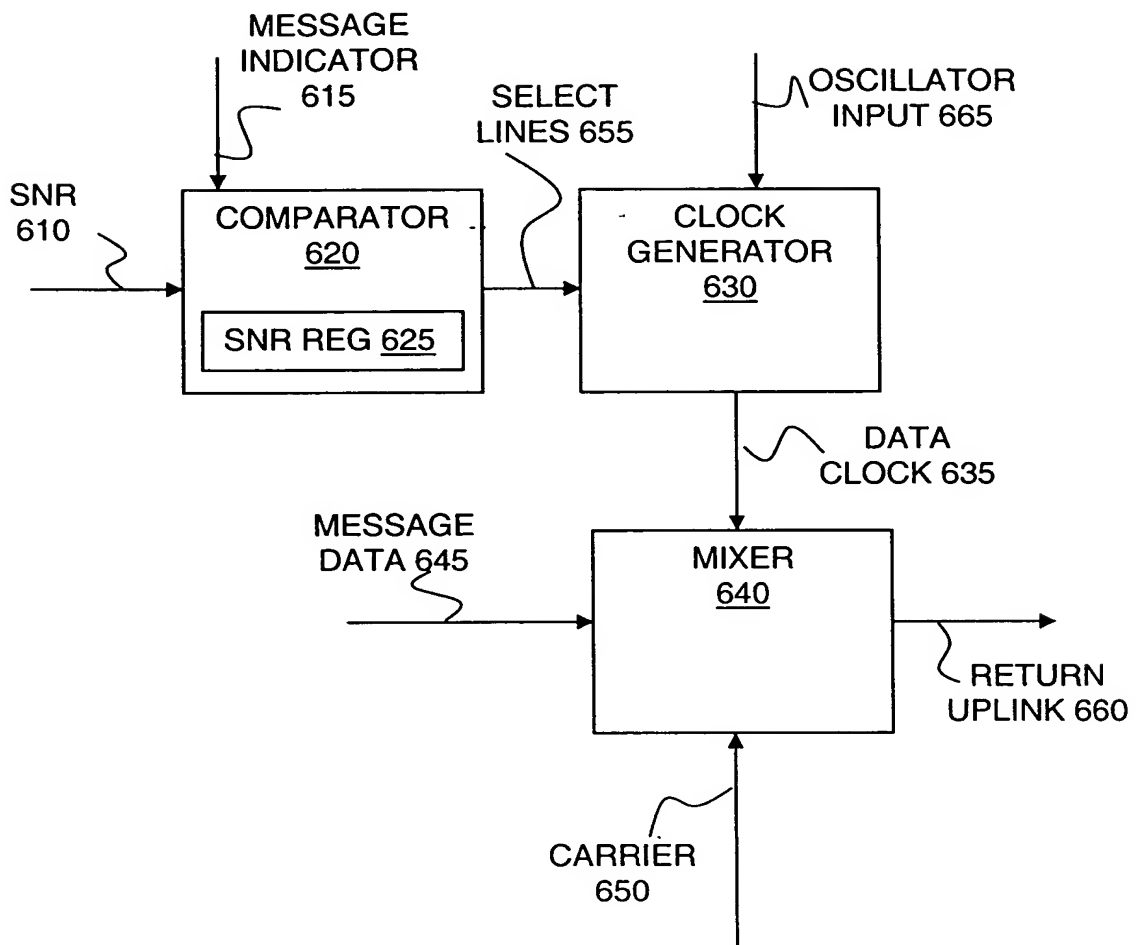 MESSAGE
INDICATOR
615
OSCILLATOR
INPUT 665
SELECT
LINES 655
SNR
610
COMPARATOR
620
SNR REG 625
CLOCK
GENERATOR
630
DATA
CLOCK 635
MESSAGE
DATA 645
MIXER
640
RETURN
UPLINK 660
CARRIER
650